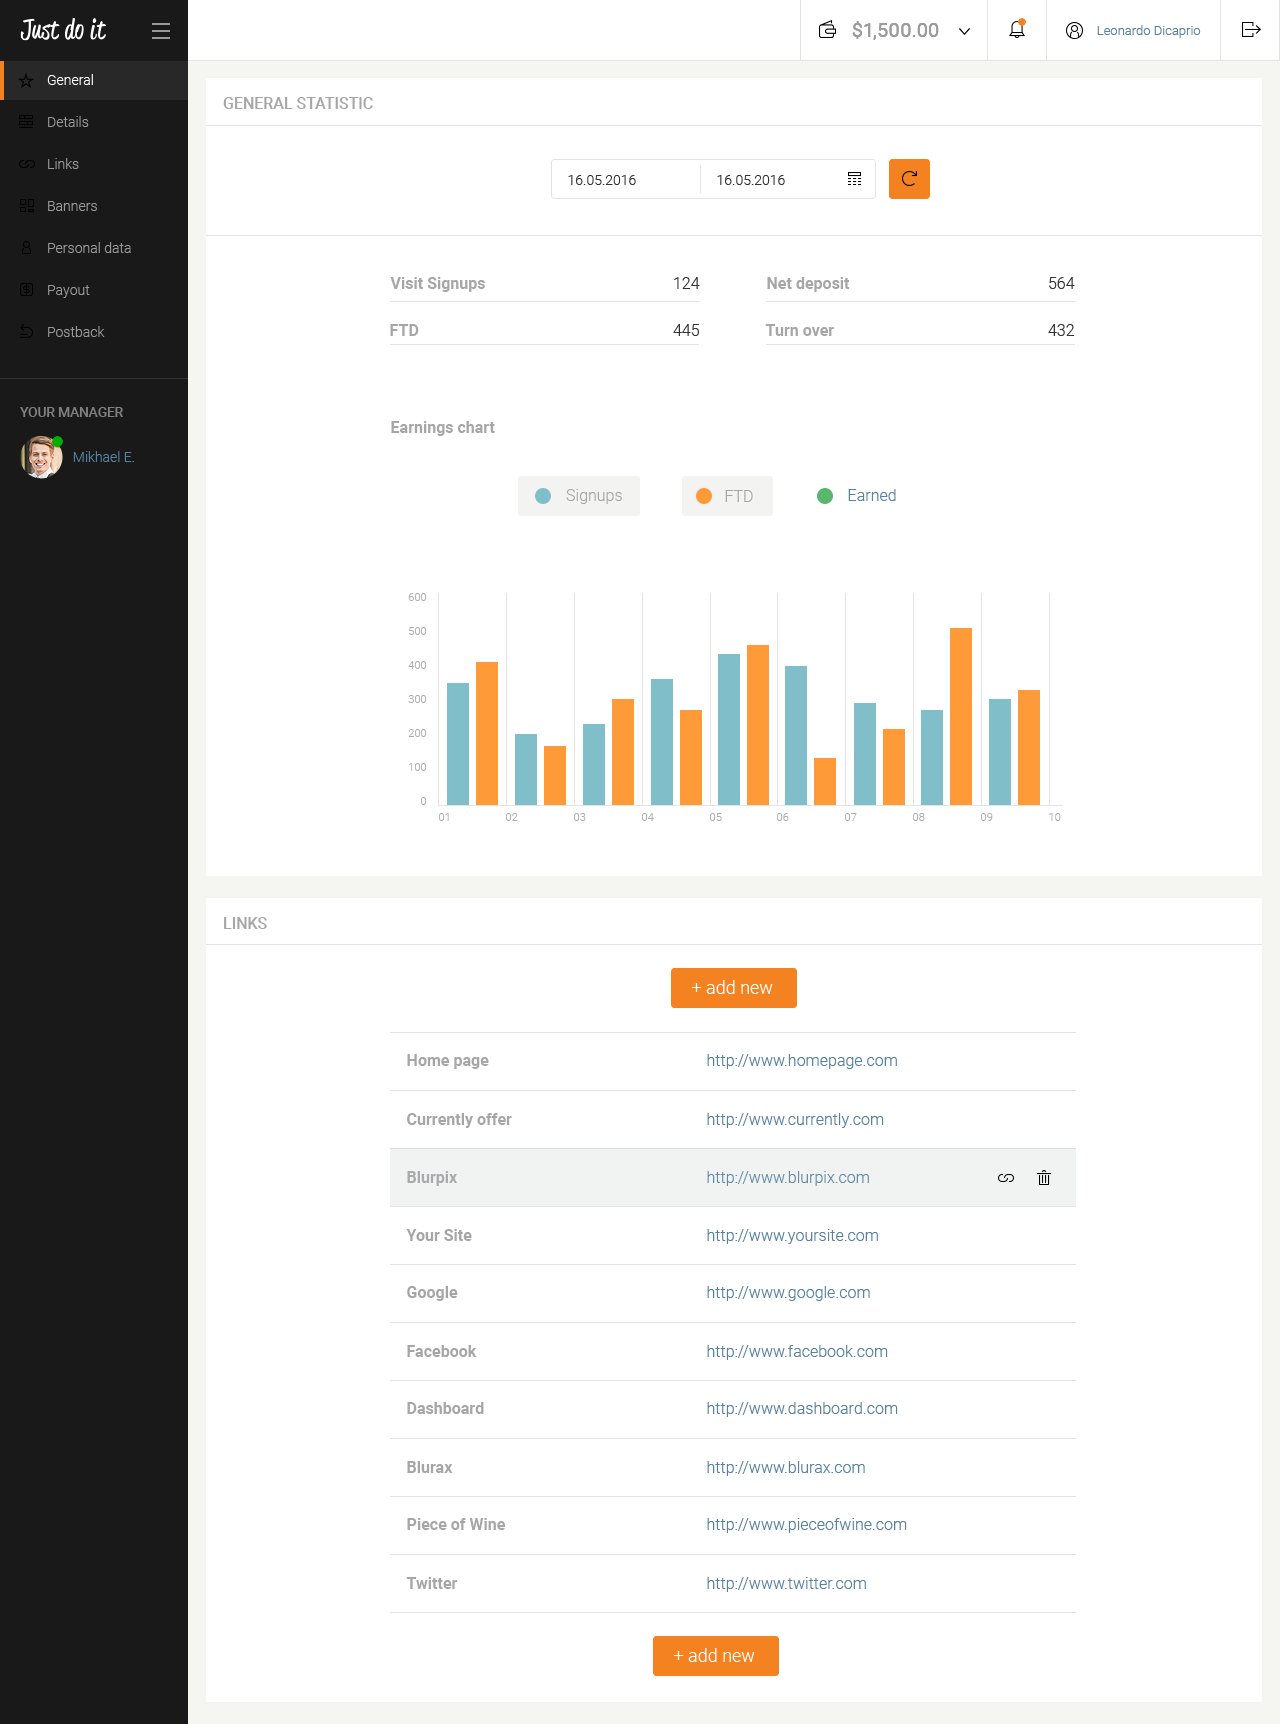 Just do it
$1,500.00
Leonardo Dicaprio
General
Details
Links
Banners
Personal data
Payout
Postback
YOUR MANAGER
Mikhael E.
GENERAL STATISTIC
16.05.2016
16.05.2016
Visit Signups 124
Net deposit 564
FTD 445
Turn over 432
Earnings chart
Signups
FTD
Earned
600
500
400
300
200
100
0
01 02 03 04 05 06 07 08 09 10
LINKS
+ add new
Home page http://www.homepage.com
Currently offer http://www.currently.com
Blurpix http://www.blurpix.com
Your Site http://www.yoursite.com
Google http://www.google.com
Facebook http://www.facebook.com
Dashboard http://www.dashboard.com
Blurax http://www.blurax.com
Piece of Wine http://www.pieceofwine.com
Twitter http://www.twitter.com
+ add new